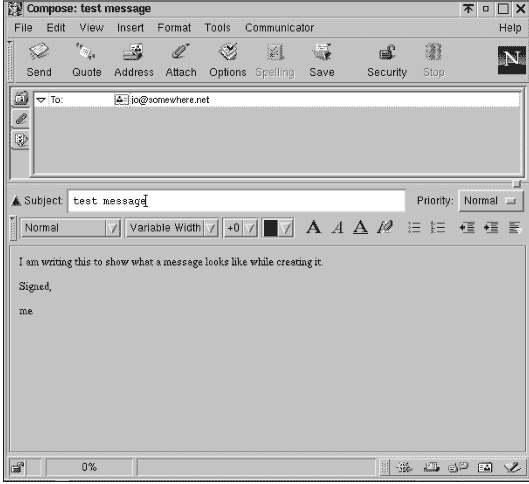 Compose: test message
File Edit View Insert Format Tools Communicator Help
Send Quote Address Attach Options Spelling Save Security Stop
N
To: jo@somewhere.net
Subject: test message Priority: Normal
Normal Variable Width +0 A A A
I am writing this to show what a message looks like while creating it.
Signed,
me
0%